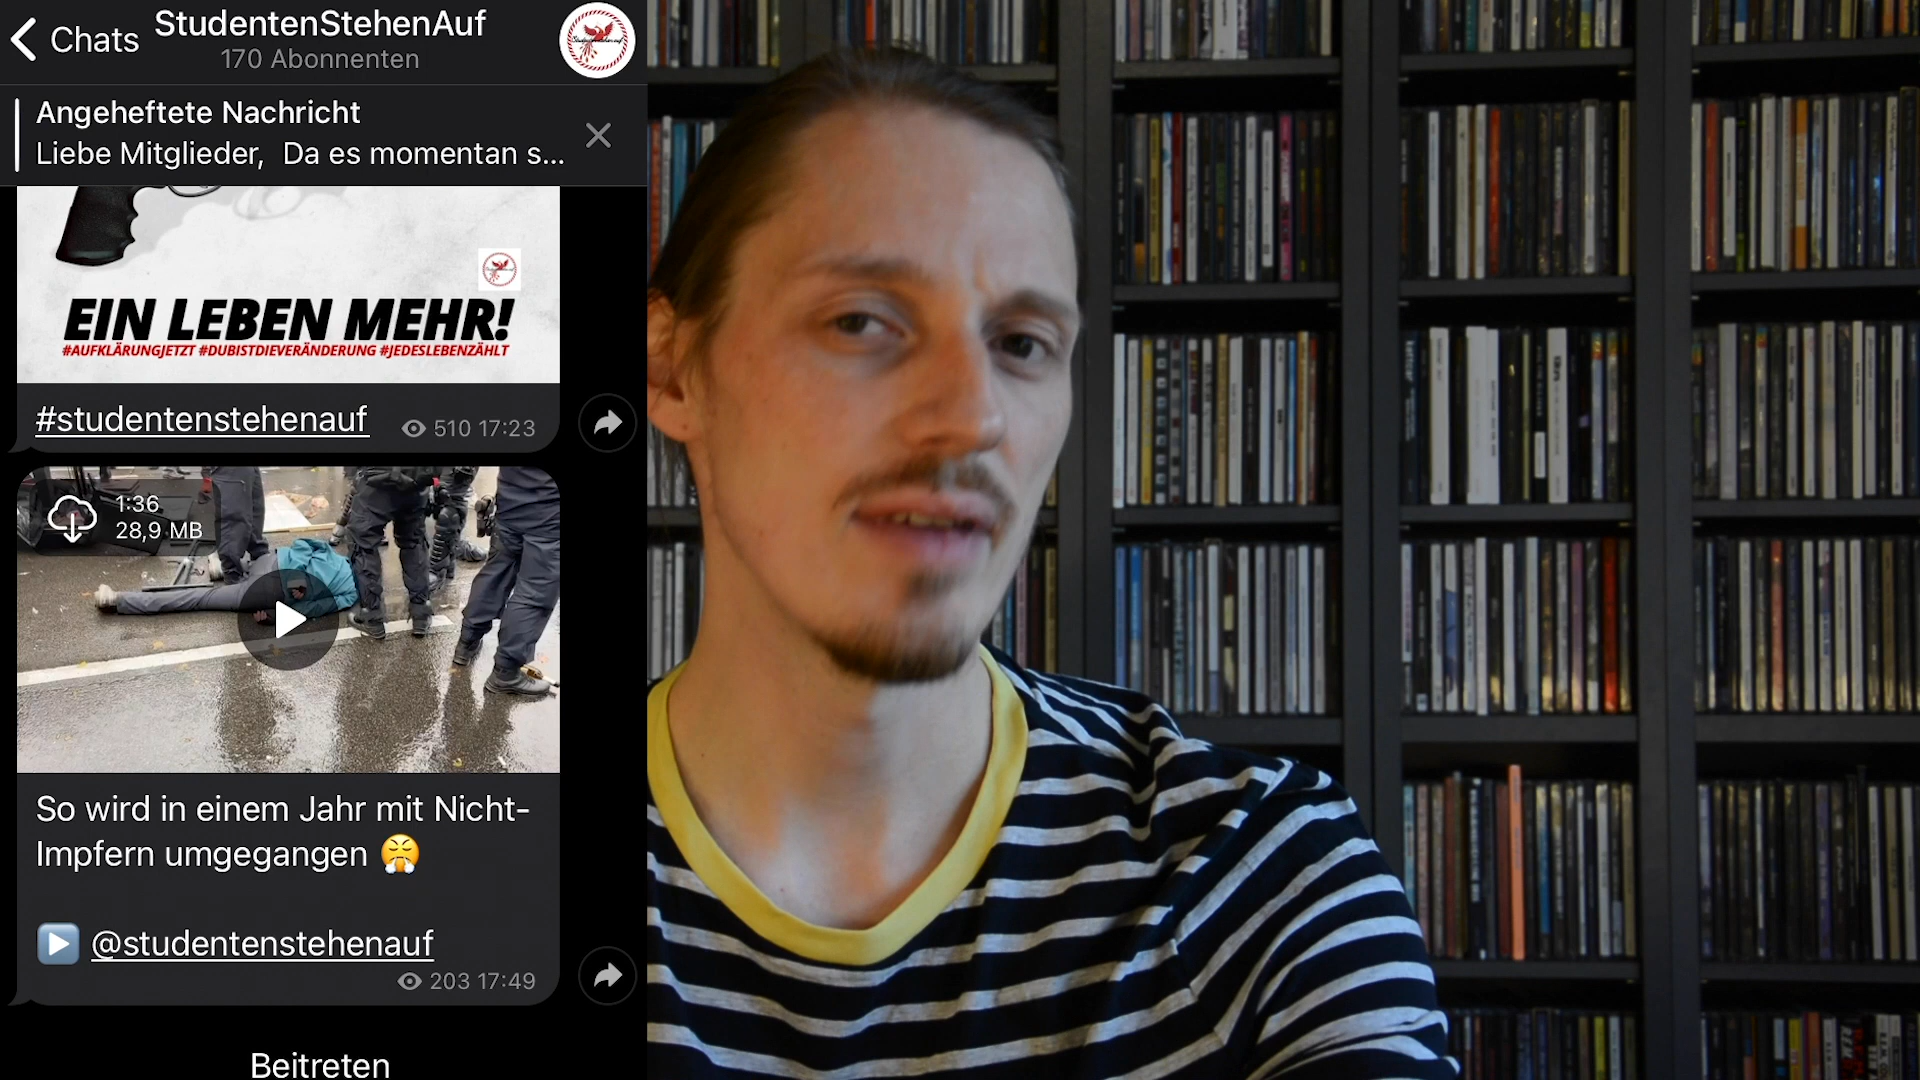 Chats
StudentenStehenAuf
170 Abonnenten
Angeheftete Nachricht
Liebe Mitglieder, Da es momentan s...
EIN LEBEN MEHR!
#AUFKLÄRUNGJETZT #DUBISTDIEVERÄNDERUNG #JEDESLEBENZÄHLT
#studentenstehenauf
510 17:23
1:36
28,9 MB
So wird in einem Jahr mit Nicht-
Impfern umgegangen
@studentenstehenauf
203 17:49
Beitreten